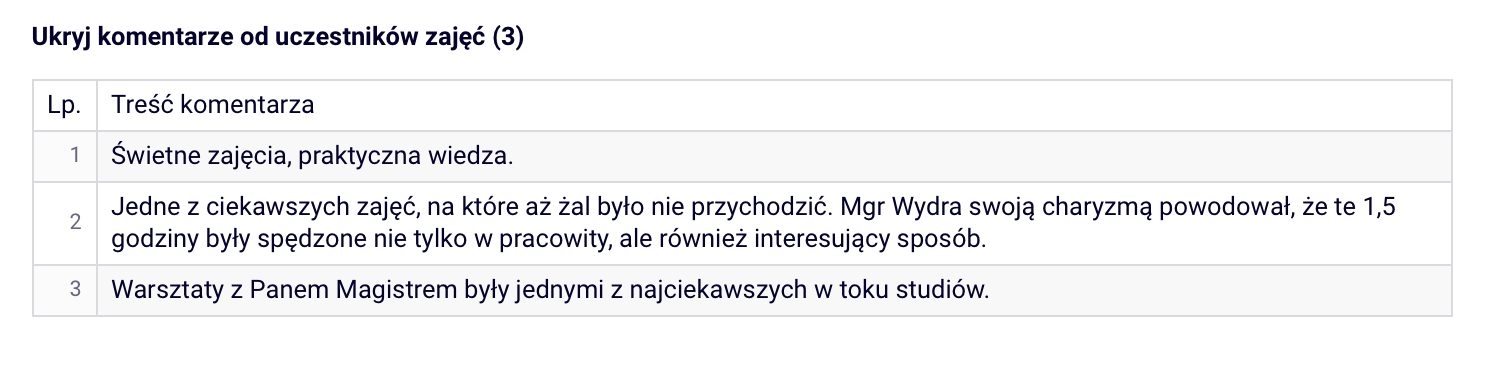 Ukryj komentarze od uczestników zajęć (3)
Lp. Treść komentarza
1 Świetne zajęcia, praktyczna wiedza.
2 Jedne z ciekawszych zajęć, na które aż żal było nie przychodzić. Mgr Wydra swoją charyzmą powodował, że te 1,5
godziny były spędzone nie tylko w pracowity, ale również interesujący sposób.
3 Warsztaty z Panem Magistrem były jednymi z najciekawszych w toku studiów.